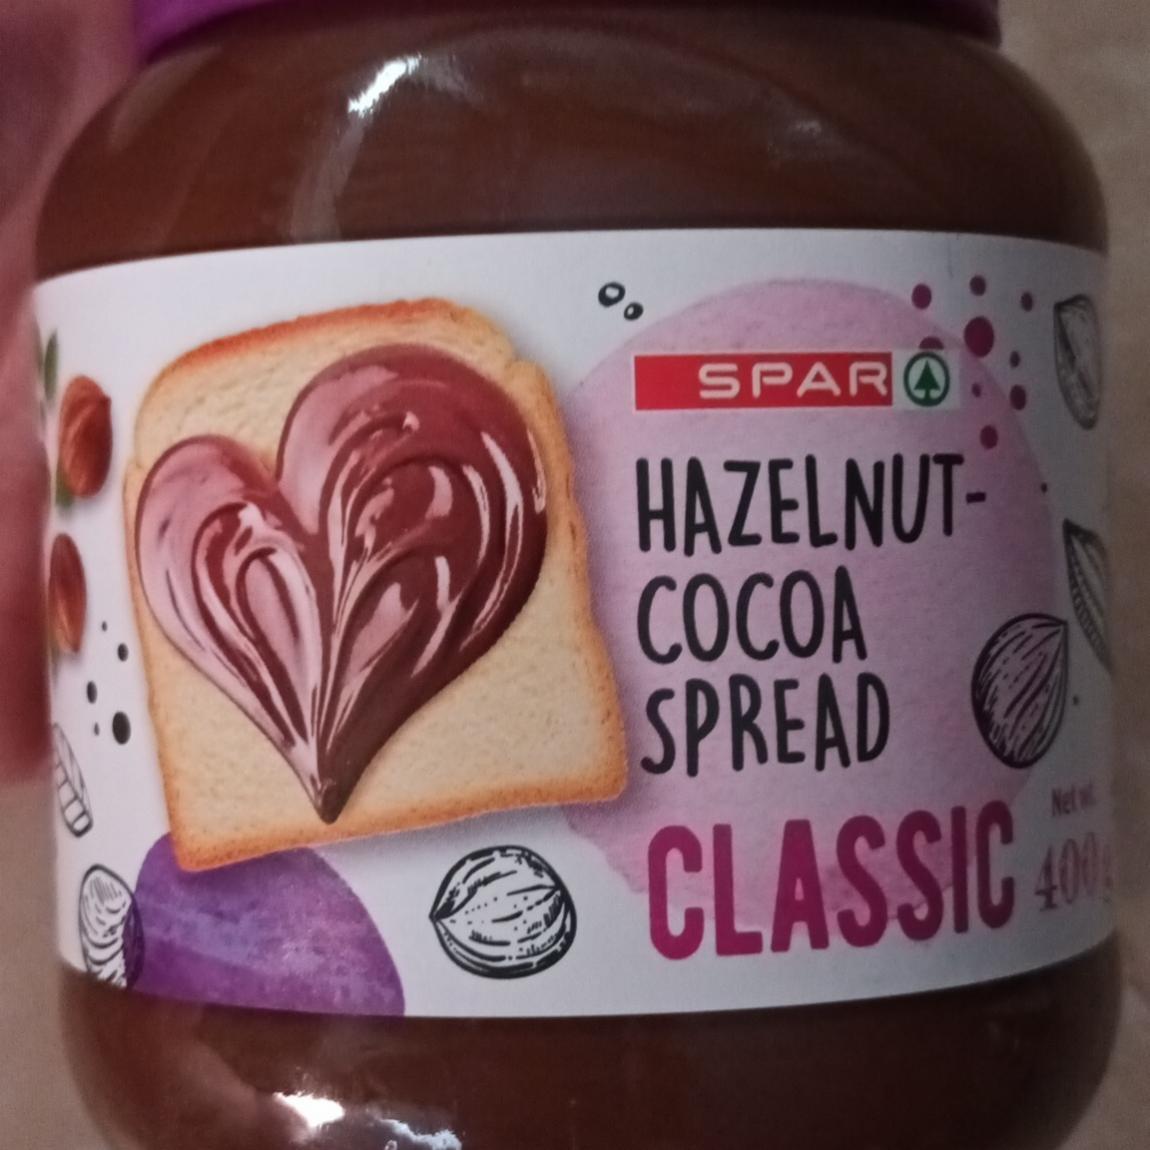 SPAR
HAZELNUT-
COCOA
SPREAD
CLASSIC
Net wt.
400 g